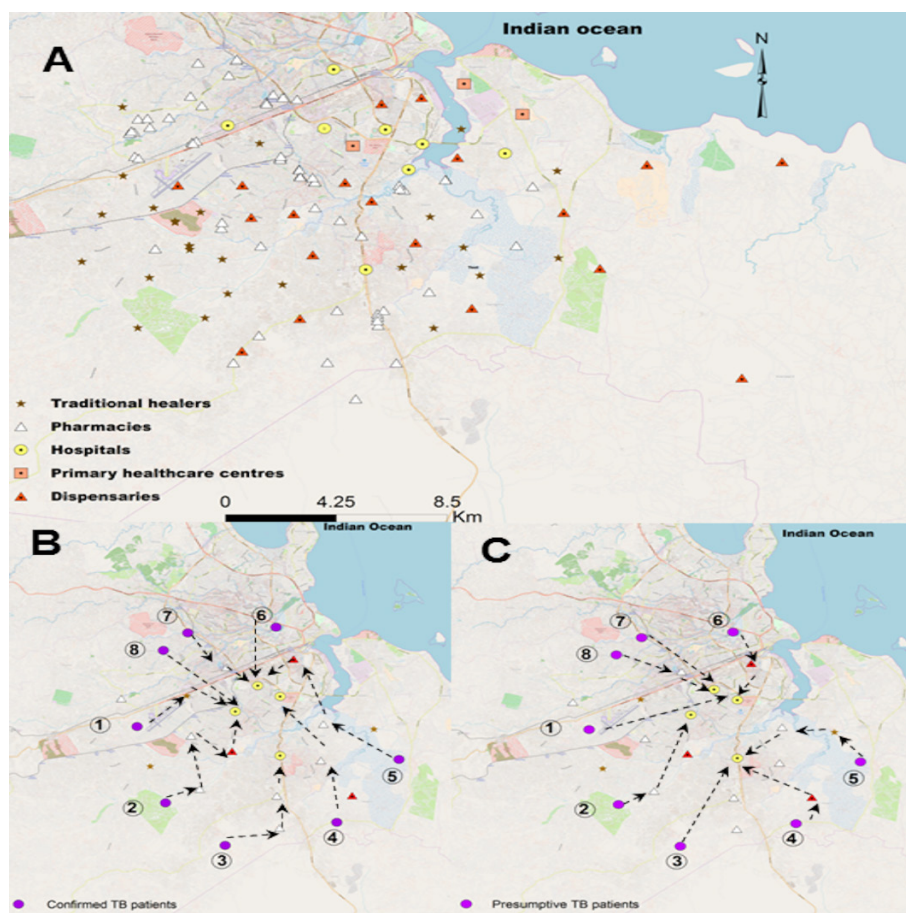 Indian ocean
A
N
Traditional healers
Pharmacies
Hospitals
Primary healthcare centres
Dispensaries
0 4.25 8.5
Km
B
Indian Ocean
6
7
8
1
2
3
4
5
Confirmed TB patients
C
Indian Ocean
6
7
8
1
2
3
4
5
Presumptive TB patients